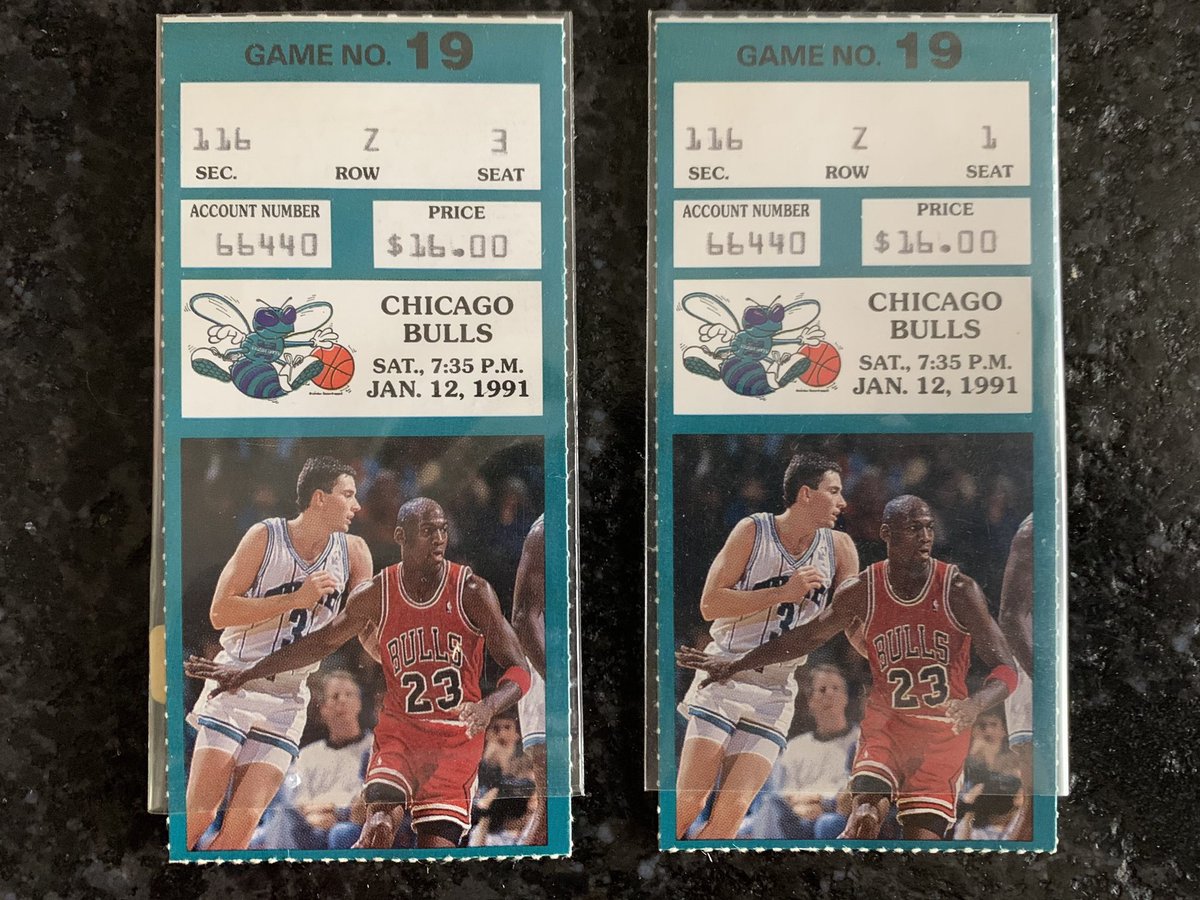 GAME NO. 19
116 Z 3
SEC. ROW SEAT
ACCOUNT NUMBER PRICE
66440 $16.00
CHICAGO
BULLS
SAT., 7:35 P.M.
JAN. 12, 1991
BULLS
23
3
GAME NO. 19
116 Z 1
SEC. ROW SEAT
ACCOUNT NUMBER PRICE
66440 $16.00
CHICAGO
BULLS
SAT., 7:35 P.M.
JAN. 12, 1991
BULLS
23
3